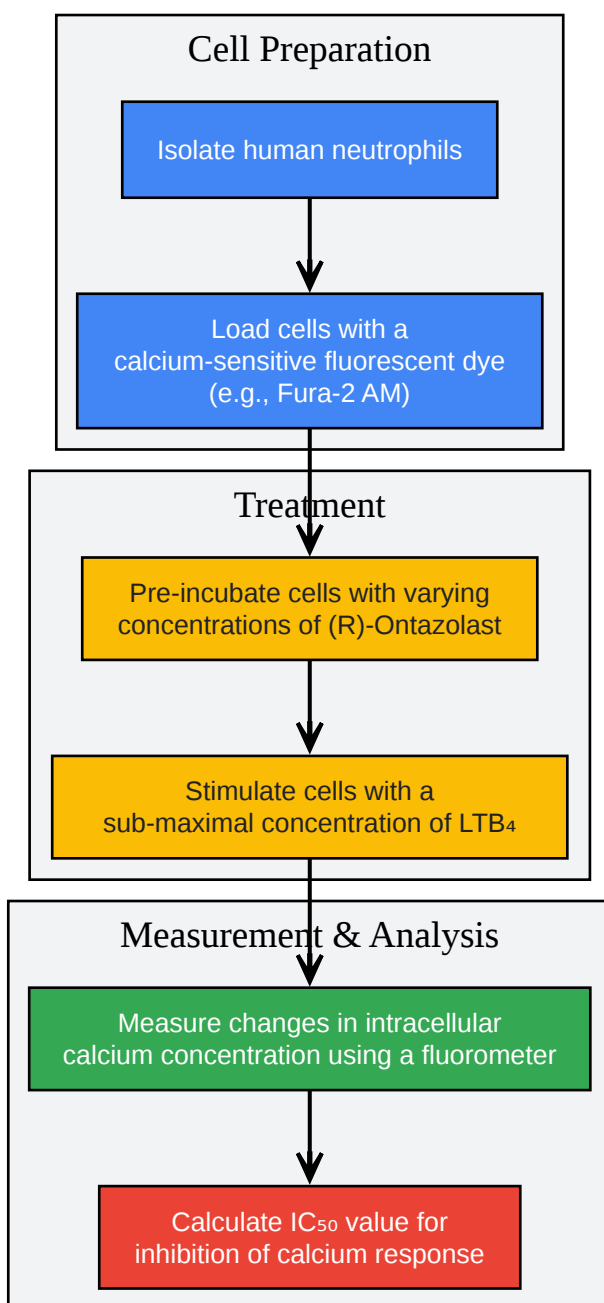 Cell Preparation
Isolate human neutrophils
Load cells with a
calcium-sensitive fluorescent dye
(e.g., Fura-2 AM)
Treatment
Pre-incubate cells with varying
concentrations of (R)-Ontazolast
Stimulate cells with a
sub-maximal concentration of LTB₄
Measurement & Analysis
Measure changes in intracellular
calcium concentration using a fluorometer
Calculate IC₅₀ value for
inhibition of calcium response